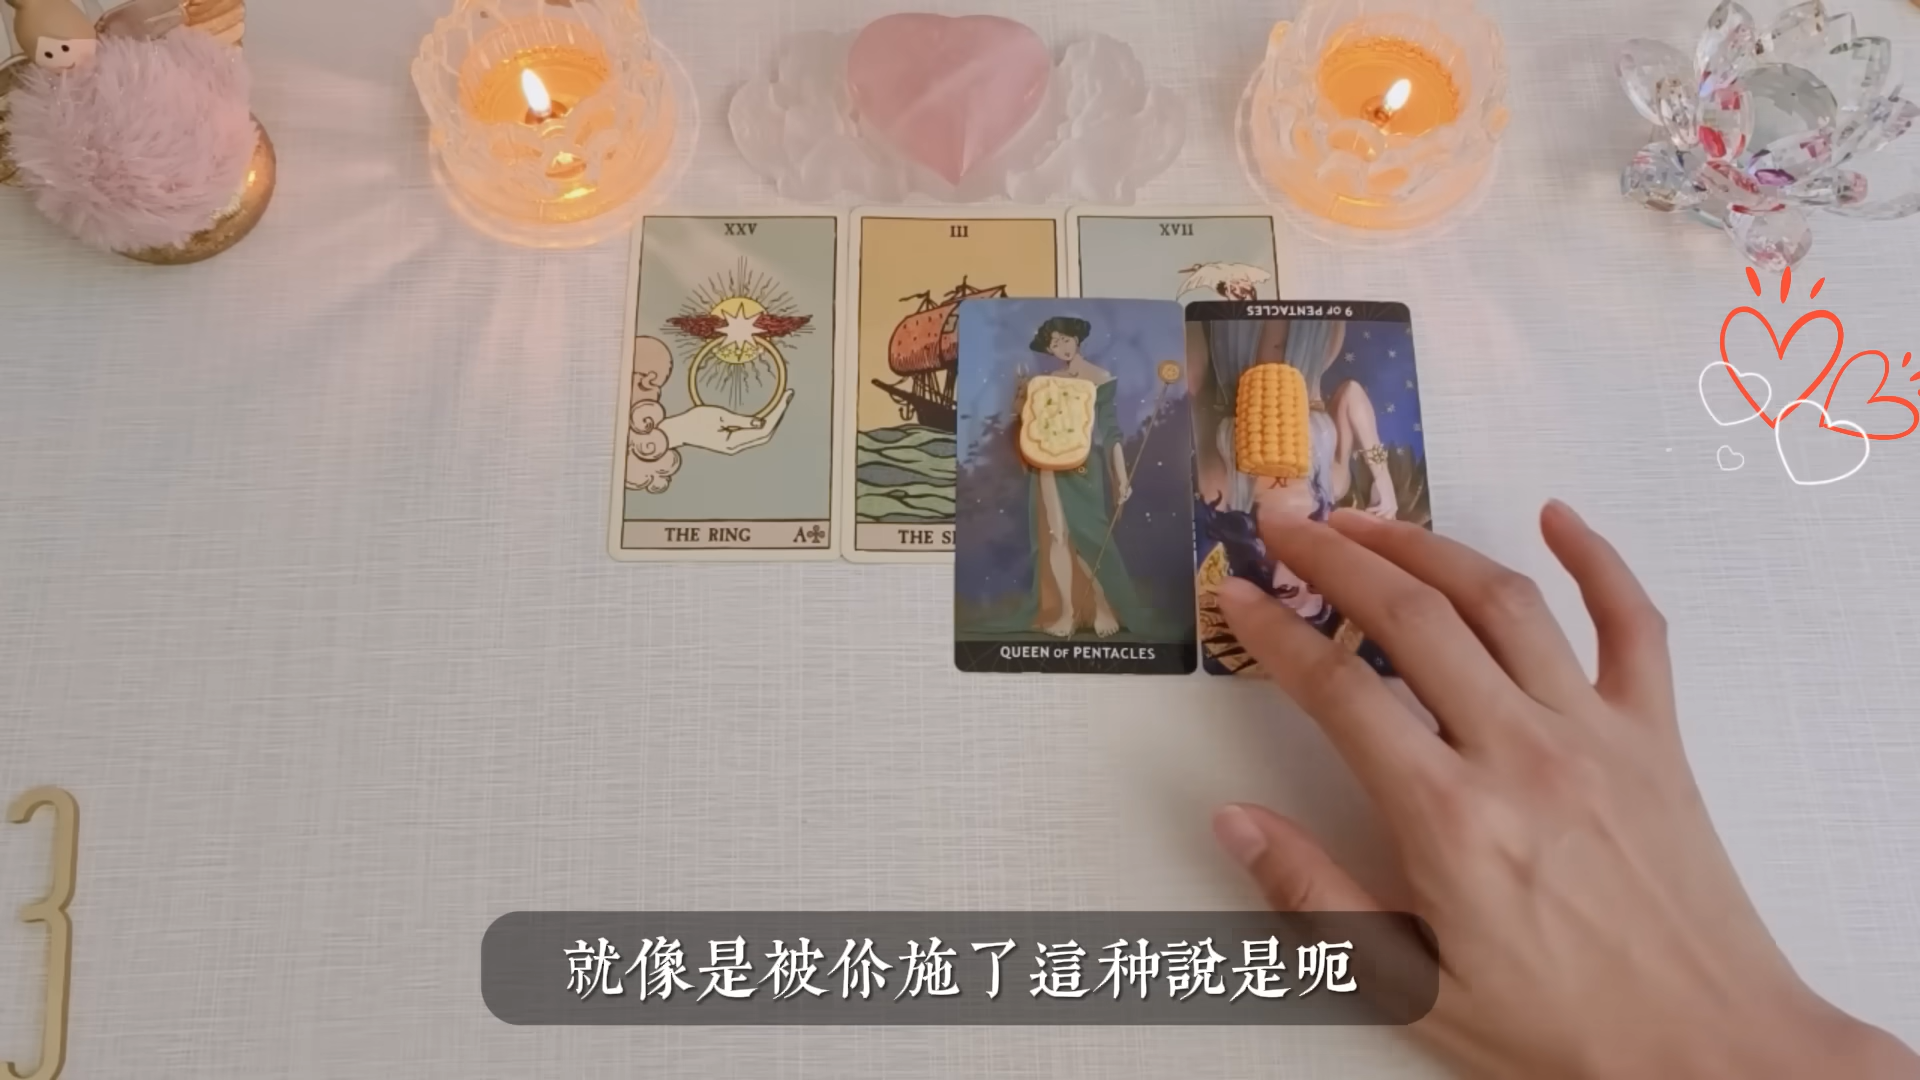 XXV
III
XVII
THE RING A♣
THE S
9 OF PENTACLES
QUEEN OF PENTACLES
3
就像是被你施了這种說是呃